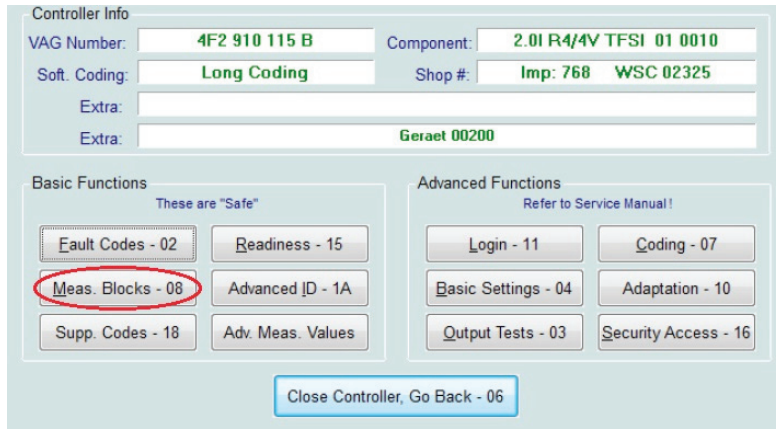 Controller Info
VAG Number: 4F2 910 115 B Component: 2.0l R4/4V TFSI 01 0010
Soft. Coding: Long Coding Shop #: Imp: 768 WSC 02325
Extra:
Extra: Geraet 00200
Basic Functions
These are "Safe"
Fault Codes - 02 Readiness - 15
Meas. Blocks - 08 Advanced ID - 1A
Supp. Codes - 18 Adv. Meas. Values
Advanced Functions
Refer to Service Manual!
Login - 11 Coding - 07
Basic Settings - 04 Adaptation - 10
Output Tests - 03 Security Access - 16
Close Controller, Go Back - 06